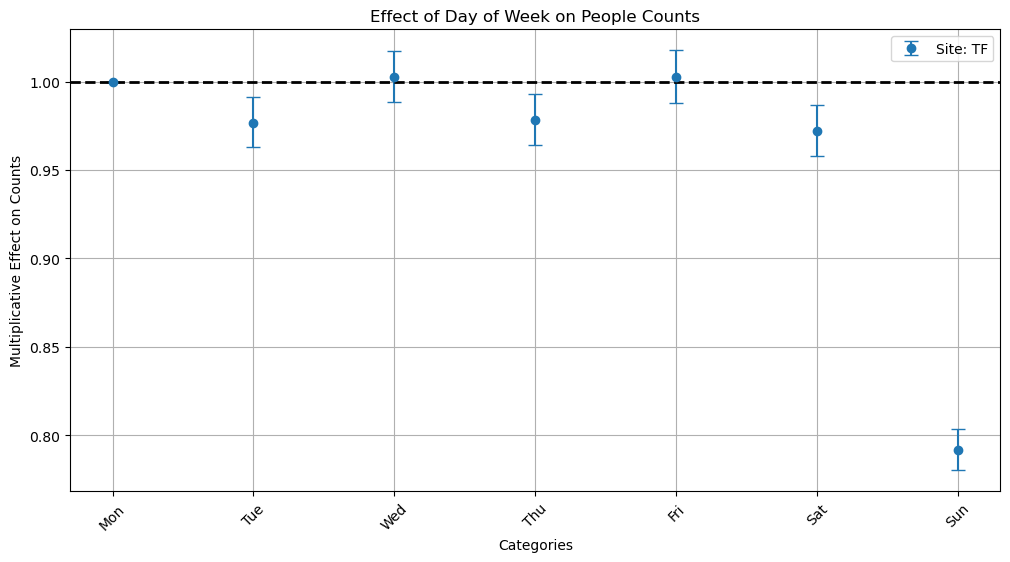 Effect of Day of Week on People Counts
Site: TF
Multiplicative Effect on Counts
1.00
0.95
0.90
0.85
0.80
Mon
Tue
Wed
Thu
Fri
Sat
Sun
Categories